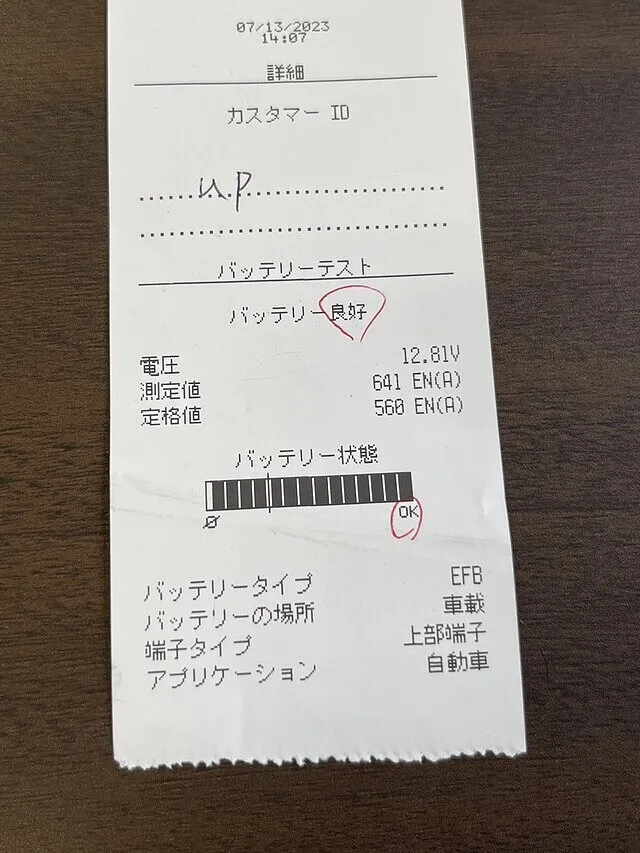 07/13/2023
14:07
詳細
カスタマー ID
up
バッテリーテスト
バッテリー良好
電圧 12.81V
測定値 641 EN(A)
定格値 560 EN(A)
バッテリー状態
0 OK
バッテリータイプ EFB
バッテリーの場所 車載
端子タイプ 上部端子
アプリケーション 自動車